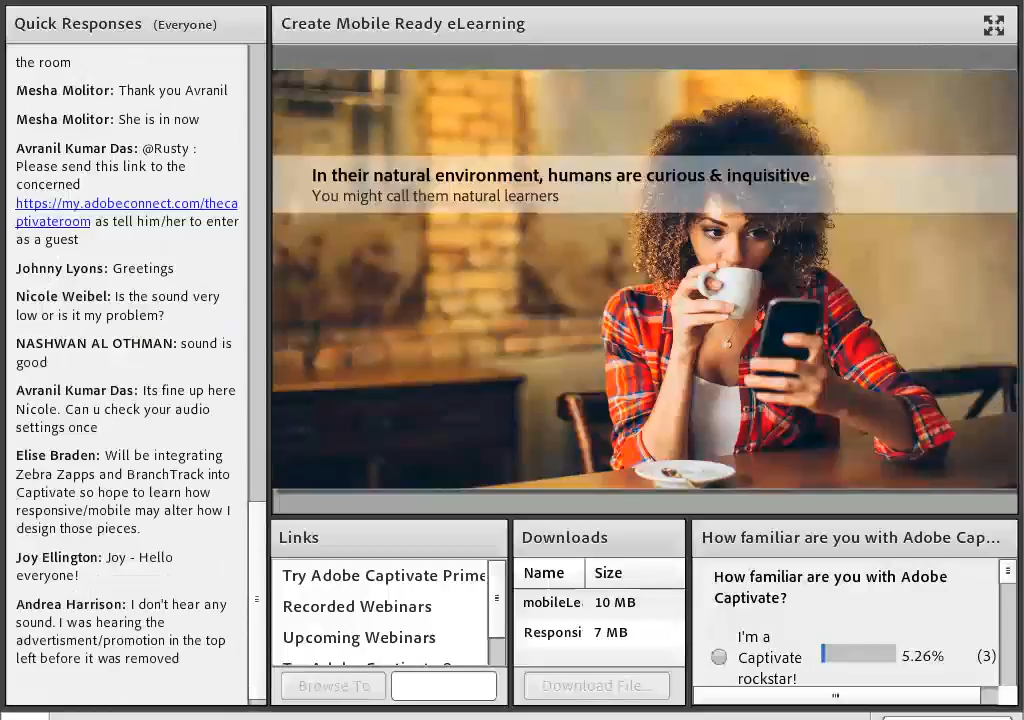 Quick Responses (Everyone)
the room
Mesha Molitor: Thank you Avranil
Mesha Molitor: She is in now
Avranil Kumar Das: @Rusty :
Please send this link to the
concerned
https://my.adobeconnect.com/theca
ptivateroom as tell him/her to enter
as a guest
Johnny Lyons: Greetings
Nicole Weibel: Is the sound very
low or is it my problem?
NASHWAN AL OTHMAN: sound is
good
Avranil Kumar Das: Its fine up here
Nicole. Can u check your audio
settings once
Elise Braden: Will be integrating
Zebra Zapps and BranchTrack into
Captivate so hope to learn how
responsive/mobile may alter how I
design those pieces.
Joy Ellington: Joy - Hello
everyone!
Andrea Harrison: I don't hear any
sound. I was hearing the
advertisment/promotion in the top
left before it was removed
Create Mobile Ready eLearning
In their natural environment, humans are curious & inquisitive
You might call them natural learners
Links
Try Adobe Captivate Prime
Recorded Webinars
Upcoming Webinars
Browse To
Downloads
Name Size
mobileLe 10 MB
Responsi 7 MB
Download File...
How familiar are you with Adobe Cap...
How familiar are you with Adobe
Captivate?
I'm a
Captivate
rockstar!
5.26% (3)